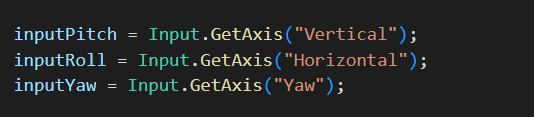 inputPitch = Input.GetAxis("Vertical");
inputRoll = Input.GetAxis("Horizontal");
inputYaw = Input.GetAxis("Yaw");